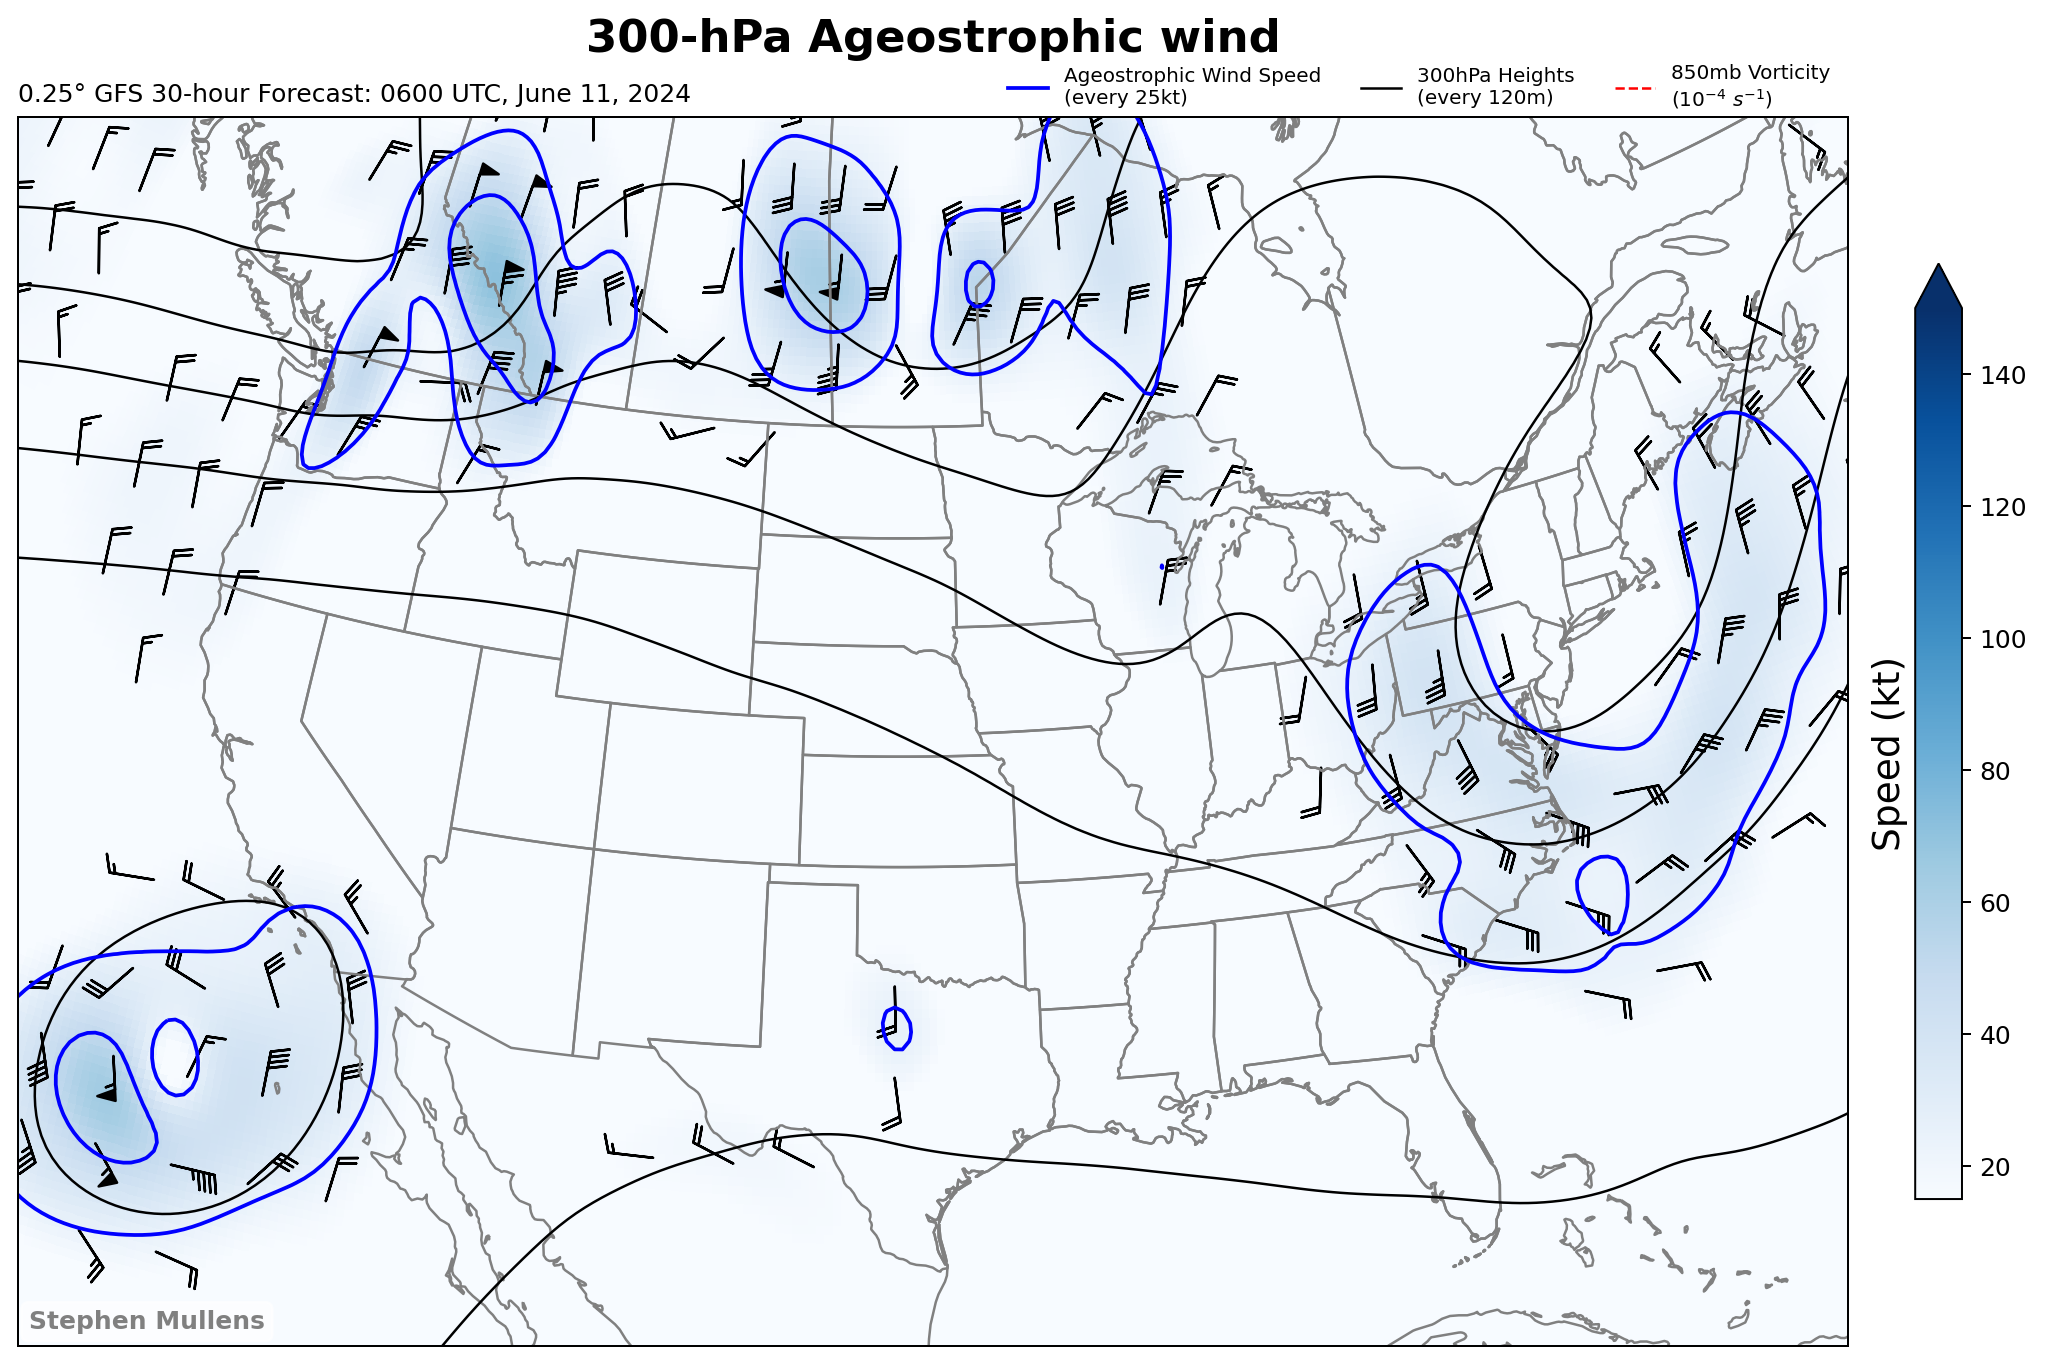 300-hPa Ageostrophic wind
0.25° GFS 30-hour Forecast: 0600 UTC, June 11, 2024
Ageostrophic Wind Speed
(every 25kt)
300hPa Heights
(every 120m)
850mb Vorticity
(10⁻⁴ s⁻¹)
140
120
100
80
60
40
20
Speed (kt)
Stephen Mullens